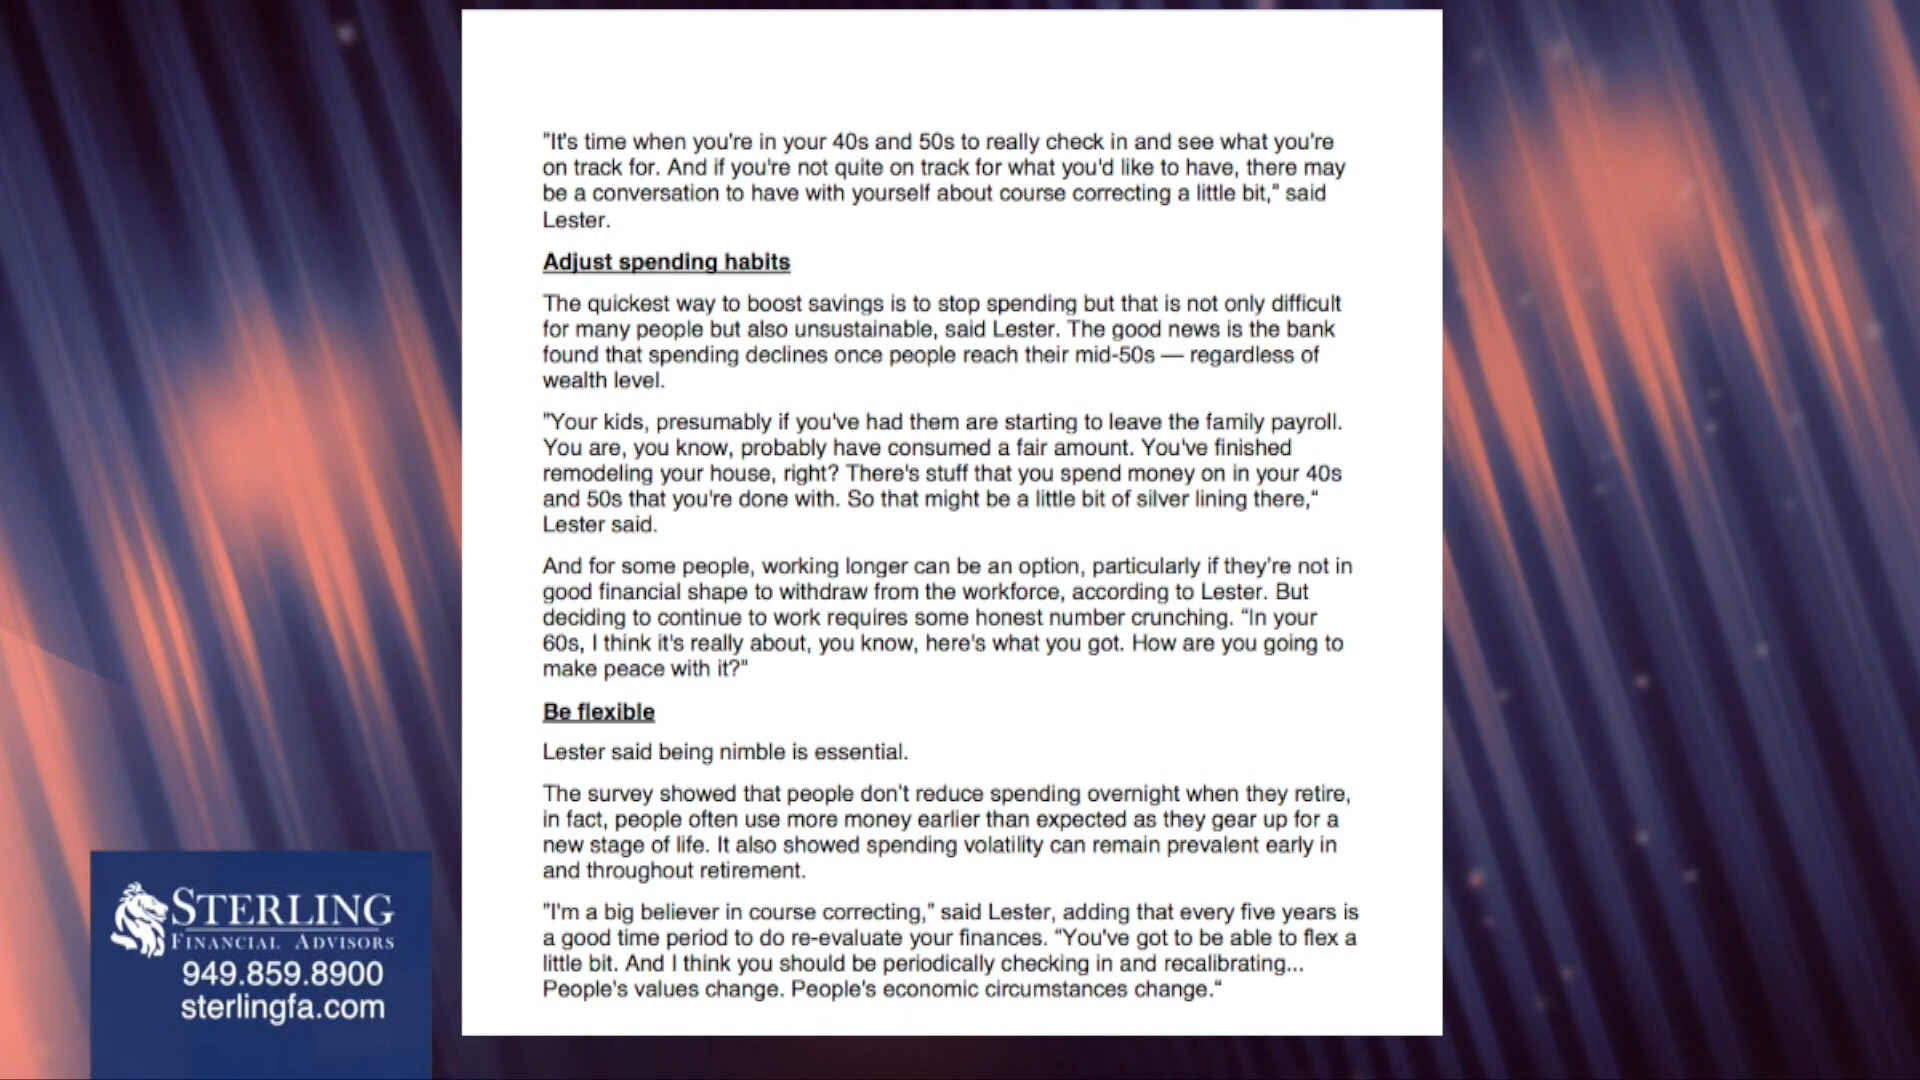 "It's time when you're in your 40s and 50s to really check in and see what you're
on track for. And if you're not quite on track for what you'd like to have, there may
be a conversation to have with yourself about course correcting a little bit," said
Lester.
Adjust spending habits
The quickest way to boost savings is to stop spending but that is not only difficult
for many people but also unsustainable, said Lester. The good news is the bank
found that spending declines once people reach their mid-50s — regardless of
wealth level.
"Your kids, presumably if you've had them are starting to leave the family payroll.
You are, you know, probably have consumed a fair amount. You've finished
remodeling your house, right? There's stuff that you spend money on in your 40s
and 50s that you're done with. So that might be a little bit of silver lining there,“
Lester said.
And for some people, working longer can be an option, particularly if they're not in
good financial shape to withdraw from the workforce, according to Lester. But
deciding to continue to work requires some honest number crunching. “In your
60s, I think it's really about, you know, here's what you got. How are you going to
make peace with it?”
Be flexible
Lester said being nimble is essential.
The survey showed that people don't reduce spending overnight when they retire,
in fact, people often use more money earlier than expected as they gear up for a
new stage of life. It also showed spending volatility can remain prevalent early in
and throughout retirement.
"I'm a big believer in course correcting,” said Lester, adding that every five years is
a good time period to do re-evaluate your finances. “You've got to be able to flex a
little bit. And I think you should be periodically checking in and recalibrating...
People's values change. People's economic circumstances change.“
STERLING
FINANCIAL ADVISORS
949.859.8900
sterlingfa.com